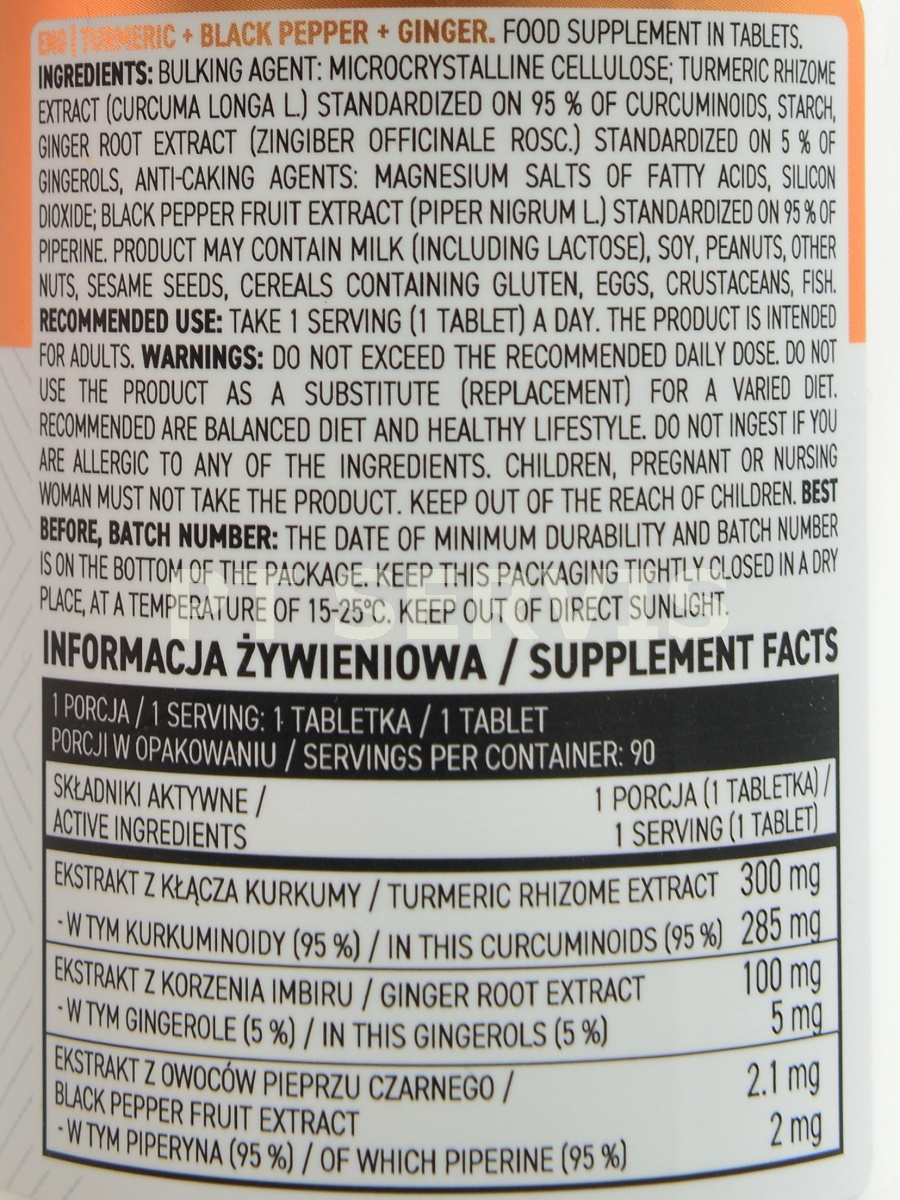 ENG | TURMERIC + BLACK PEPPER + GINGER. FOOD SUPPLEMENT IN TABLETS.
INGREDIENTS: BULKING AGENT: MICROCRYSTALLINE CELLULOSE; TURMERIC RHIZOME
EXTRACT (CURCUMA LONGA L.) STANDARDIZED ON 95 % OF CURCUMINOIDS, STARCH,
GINGER ROOT EXTRACT (ZINGIBER OFFICINALE ROSC.) STANDARDIZED ON 5 % OF
GINGEROLS, ANTI-CAKING AGENTS: MAGNESIUM SALTS OF FATTY ACIDS, SILICON
DIOXIDE; BLACK PEPPER FRUIT EXTRACT (PIPER NIGRUM L.) STANDARDIZED ON 95 % OF
PIPERINE. PRODUCT MAY CONTAIN MILK (INCLUDING LACTOSE), SOY, PEANUTS, OTHER
NUTS, SESAME SEEDS, CEREALS CONTAINING GLUTEN, EGGS, CRUSTACEANS, FISH.
RECOMMENDED USE: TAKE 1 SERVING (1 TABLET) A DAY. THE PRODUCT IS INTENDED
FOR ADULTS. WARNINGS: DO NOT EXCEED THE RECOMMENDED DAILY DOSE. DO NOT
USE THE PRODUCT AS A SUBSTITUTE (REPLACEMENT) FOR A VARIED DIET.
RECOMMENDED ARE BALANCED DIET AND HEALTHY LIFESTYLE. DO NOT INGEST IF YOU
ARE ALLERGIC TO ANY OF THE INGREDIENTS. CHILDREN, PREGNANT OR NURSING
WOMAN MUST NOT TAKE THE PRODUCT. KEEP OUT OF THE REACH OF CHILDREN. BEST
BEFORE, BATCH NUMBER: THE DATE OF MINIMUM DURABILITY AND BATCH NUMBER
IS ON THE BOTTOM OF THE PACKAGE. KEEP THIS PACKAGING TIGHTLY CLOSED IN A DRY
PLACE, AT A TEMPERATURE OF 15-25°C. KEEP OUT OF DIRECT SUNLIGHT.
PT SERVIS
INFORMACJA ŻYWIENIOWA / SUPPLEMENT FACTS
1 PORCJA / 1 SERVING: 1 TABLETKA / 1 TABLET
PORCJI W OPAKOWANIU / SERVINGS PER CONTAINER: 90
SKŁADNIKI AKTYWNE / 1 PORCJA (1 TABLETKA) /
ACTIVE INGREDIENTS 1 SERVING (1 TABLET)
EKSTRAKT Z KŁĄCZA KURKUMY / TURMERIC RHIZOME EXTRACT 300 mg
- W TYM KURKUMINOIDY (95 %) / IN THIS CURCUMINOIDS (95 %) 285 mg
EKSTRAKT Z KORZENIA IMBIRU / GINGER ROOT EXTRACT 100 mg
- W TYM GINGEROLE (5 %) / IN THIS GINGEROLS (5 %) 5 mg
EKSTRAKT Z OWOCÓW PIEPRZU CZARNEGO / 2.1 mg
BLACK PEPPER FRUIT EXTRACT
- W TYM PIPERYNA (95 %) / OF WHICH PIPERINE (95 %) 2 mg